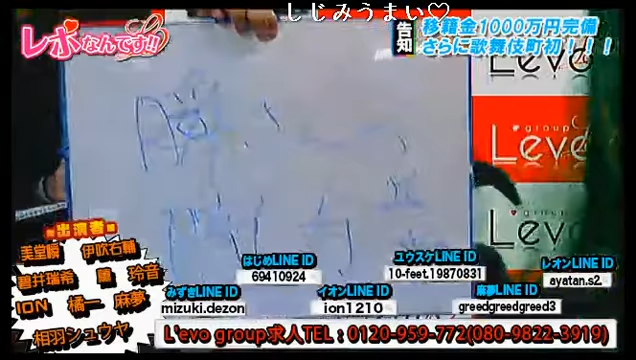 しじみうまい♡
レポなんです!!
告知
移籍金1000万円完備
さらに歌舞伎町初!!!
Levo
group
Levo
group
Levo
出演者
美堂瞬
伊吹右輔
碧井瑞希
玲音
ION
橘一
麻夢
相羽シュウヤ
はじめLINE ID
69410924
ユウスケLINE ID
10-feet.19870831
レオンLINE ID
ayatan.s2.
みずきLINE ID
mizuki.dezon
イオンLINE ID
ion1210
麻夢LINE ID
greedgreedgreed3
L'evo group求人TEL:0120-959-772(080-9822-3919)